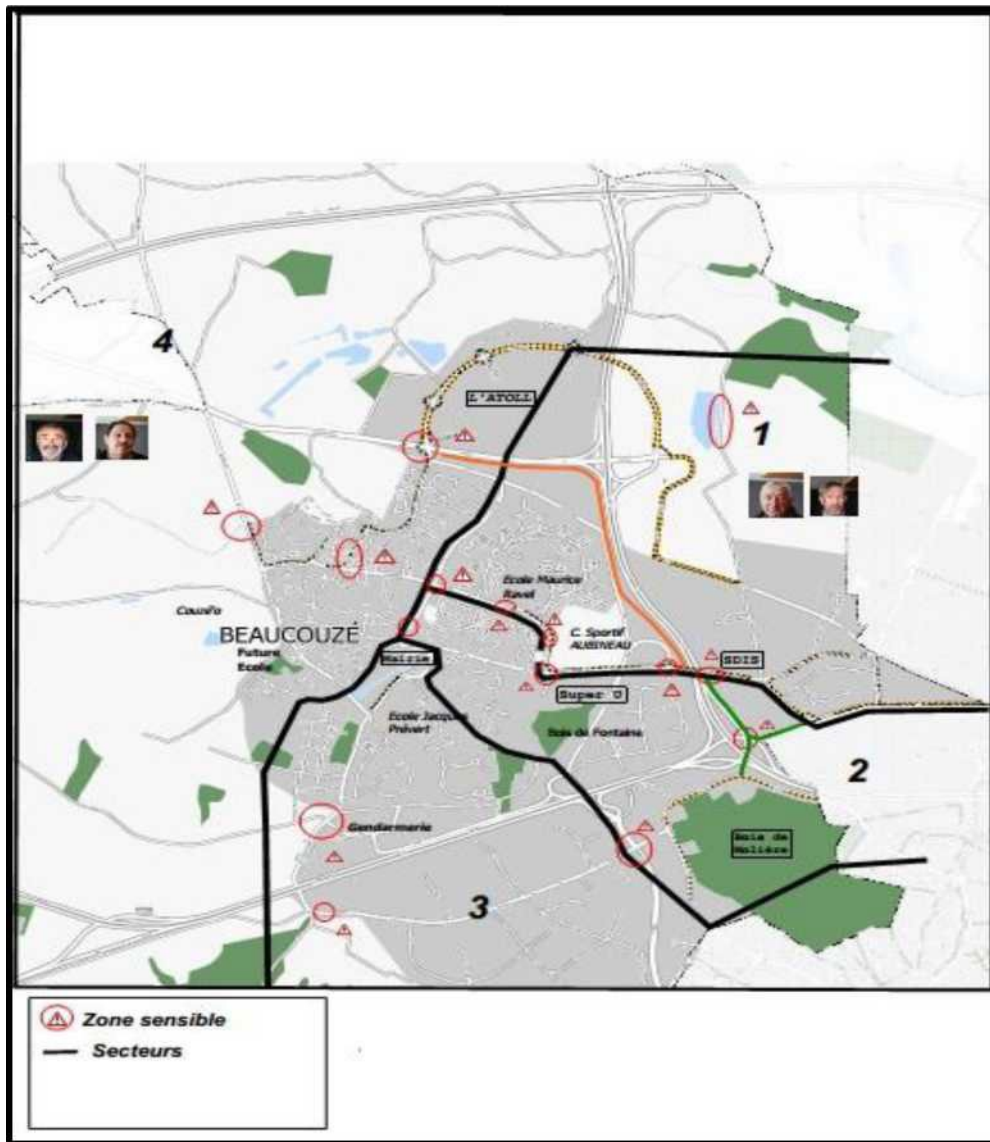 4
L'ATOLL
1
Ecole Maurice
Ravel
C. Sportif
AUBINEAU
BEAUCOUZÉ
Future
Ecole
Mairie
SDIS
Super U
Ecole Jacques
Prévert
Bois de Fontaine
2
Gendarmerie
Bois de
Molière
3
Zone sensible
Secteurs